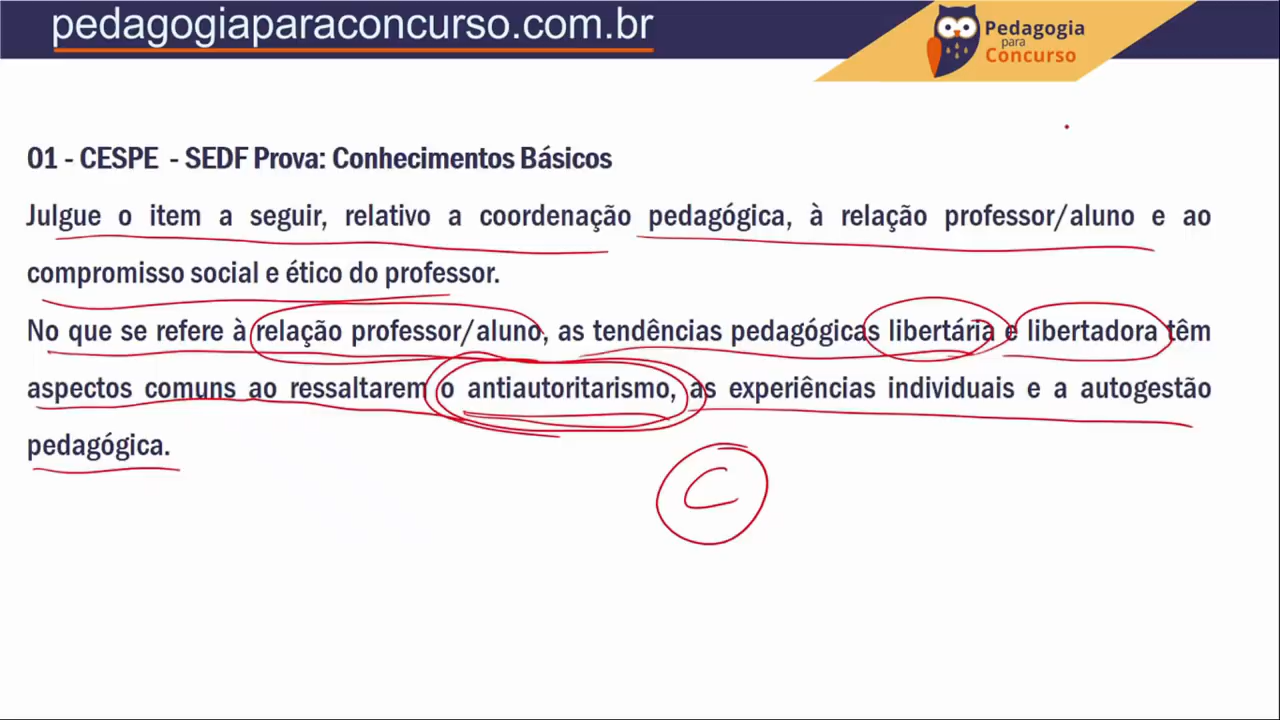 pedagogiaparaconcurso.com.br
Pedagogia
para
Concurso
01 - CESPE - SEDF Prova: Conhecimentos Básicos
Julgue o item a seguir, relativo a coordenação pedagógica, à relação professor/aluno e ao
compromisso social e ético do professor.
No que se refere à relação professor/aluno, as tendências pedagógicas libertária e libertadora têm
aspectos comuns ao ressaltarem o antiautoritarismo, as experiências individuais e a autogestão
pedagógica.
C